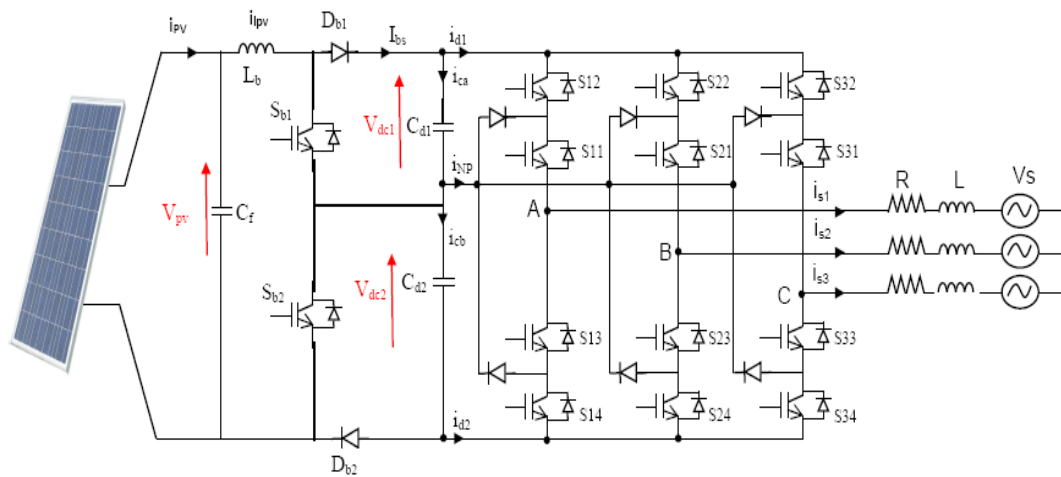 iPV
ilpv
Db1
Ibs
id1
Lb
ica
S12
S22
S32
Sb1
Vdc1
Cd1
S11
S21
S31
iNP
R
L
Vs
A
is1
Vpv
Cf
icb
is2
B
Sb2
Vdc2
Cd2
is3
C
S13
S23
S33
S14
S24
S34
id2
Db2